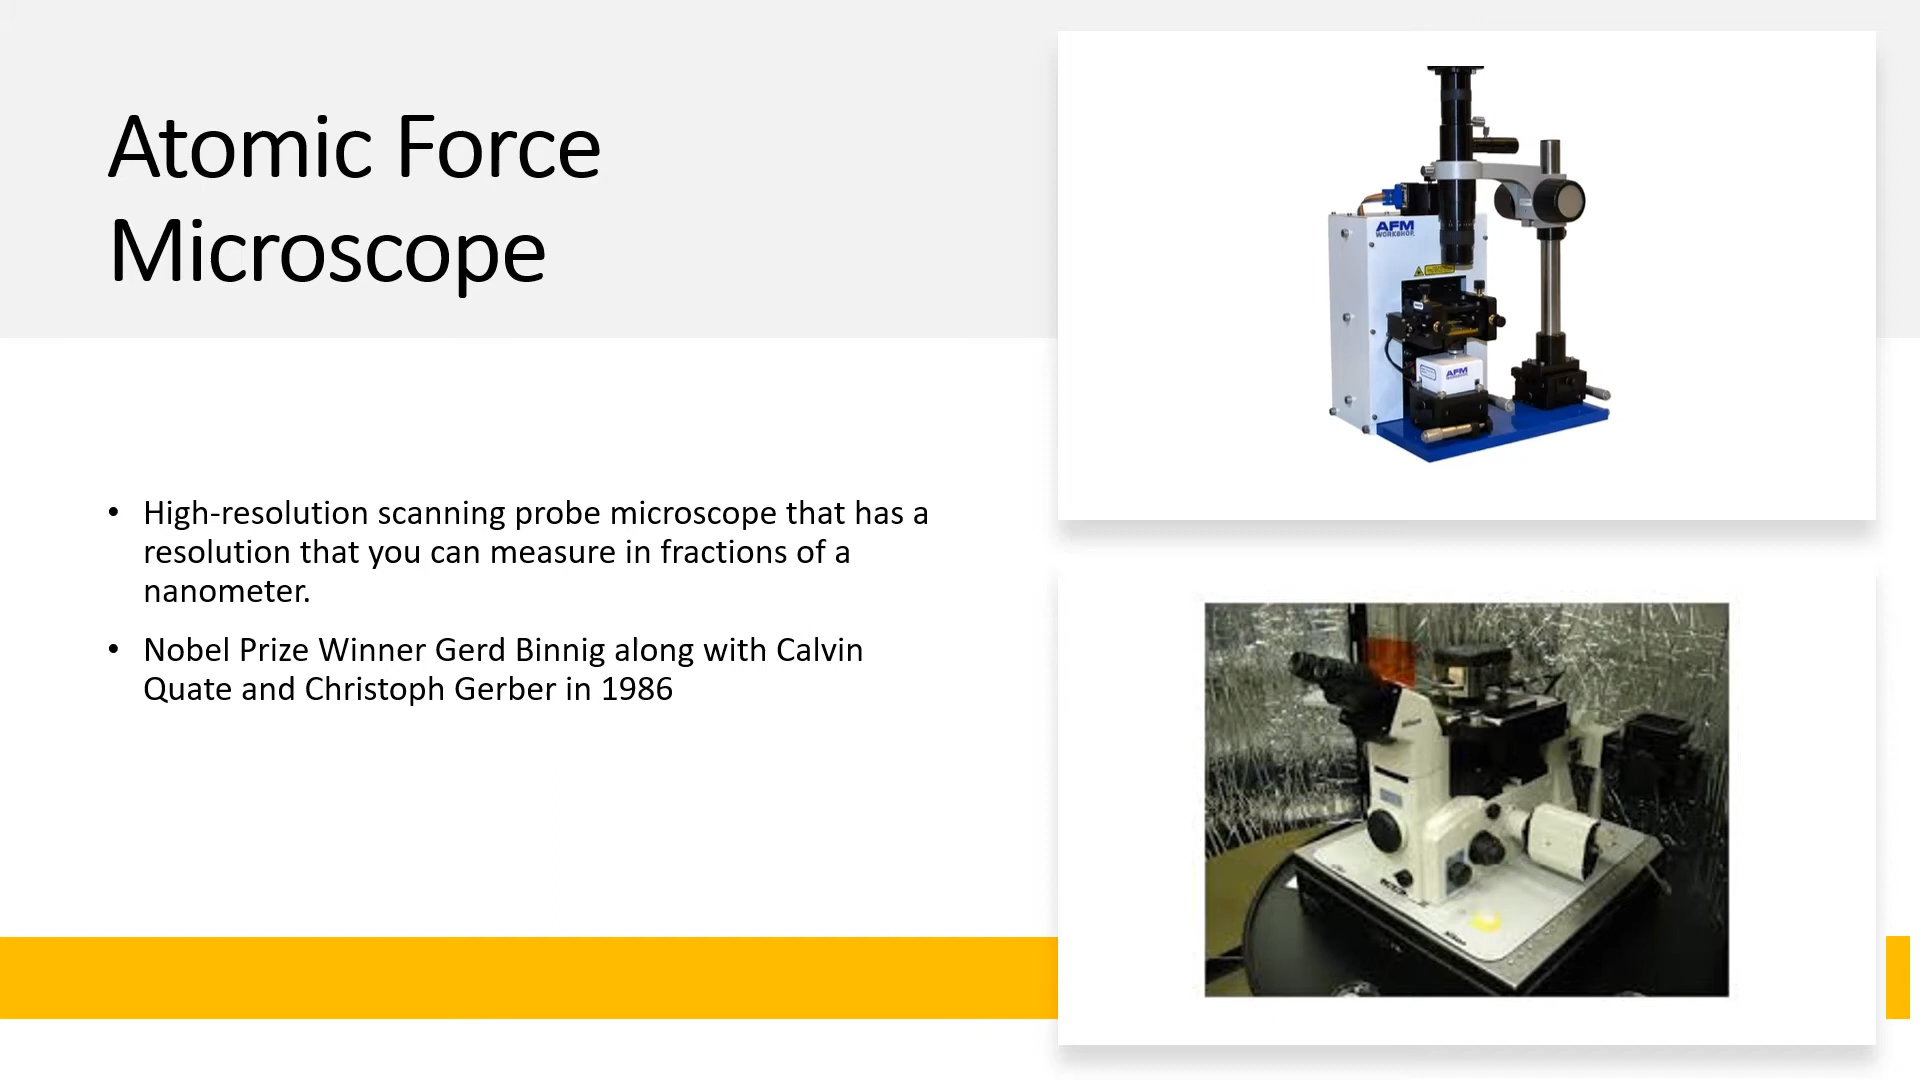 Atomic Force
Microscope
• High-resolution scanning probe microscope that has a
resolution that you can measure in fractions of a
nanometer.
• Nobel Prize Winner Gerd Binnig along with Calvin
Quate and Christoph Gerber in 1986
AFM
WORKSHOP
AFM
Nikon